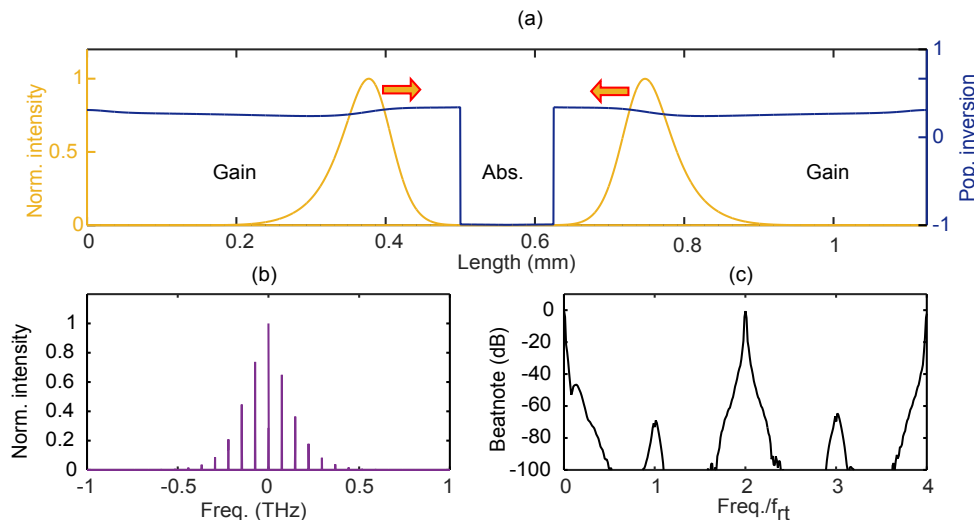 (a)
Norm. intensity
1
0.5
0
Gain
Abs.
Gain
1
0
-1
Pop. inversion
0
0.2
0.4
0.6
0.8
1
Length (mm)
(b)
Norm. intensity
1
0.8
0.6
0.4
0.2
0
-1
-0.5
0
0.5
1
Freq. (THz)
(c)
Beatnote (dB)
0
-20
-40
-60
-80
-100
0
1
2
3
4
Freq./frt